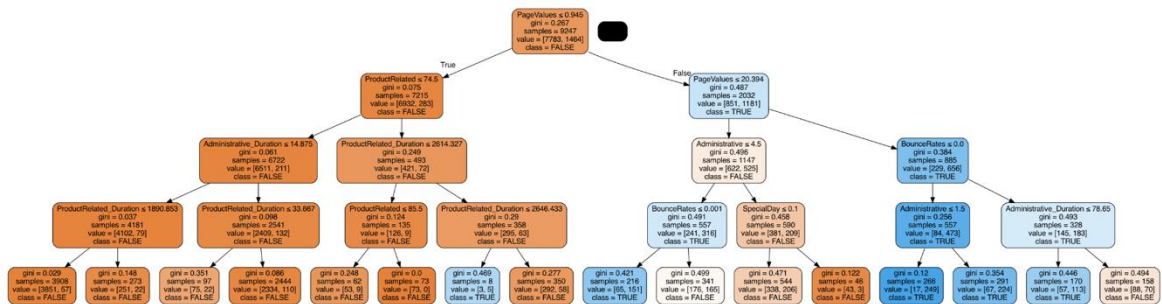 PageValues ≤ 0.945
gini = 0.267
samples = 9247
value = [7783, 1464]
class = FALSE
True
False
ProductRelated ≤ 74.5
gini = 0.075
samples = 7215
value = [6932, 283]
class = FALSE
PageValues ≤ 20.394
gini = 0.487
samples = 2032
value = [851, 1181]
class = TRUE
Administrative_Duration ≤ 14.875
gini = 0.061
samples = 6722
value = [6511, 211]
class = FALSE
ProductRelated_Duration ≤ 2614.327
gini = 0.249
samples = 493
value = [421, 72]
class = FALSE
Administrative ≤ 4.5
gini = 0.496
samples = 1147
value = [622, 525]
class = FALSE
BounceRates ≤ 0.0
gini = 0.384
samples = 885
value = [229, 656]
class = TRUE
ProductRelated_Duration ≤ 1890.853
gini = 0.037
samples = 4181
value = [4102, 79]
class = FALSE
ProductRelated_Duration ≤ 33.667
gini = 0.098
samples = 2541
value = [2409, 132]
class = FALSE
ProductRelated ≤ 85.5
gini = 0.124
samples = 135
value = [126, 9]
class = FALSE
ProductRelated_Duration ≤ 2646.433
gini = 0.29
samples = 358
value = [295, 63]
class = FALSE
BounceRates ≤ 0.001
gini = 0.491
samples = 557
value = [241, 316]
class = TRUE
SpecialDay ≤ 0.1
gini = 0.458
samples = 590
value = [381, 209]
class = FALSE
Administrative ≤ 1.5
gini = 0.256
samples = 557
value = [84, 473]
class = TRUE
Administrative_Duration ≤ 78.65
gini = 0.493
samples = 328
value = [145, 183]
class = TRUE
gini = 0.029
samples = 3908
value = [3851, 57]
class = FALSE
gini = 0.148
samples = 273
value = [251, 22]
class = FALSE
gini = 0.351
samples = 97
value = [75, 22]
class = FALSE
gini = 0.086
samples = 2444
value = [2334, 110]
class = FALSE
gini = 0.248
samples = 62
value = [53, 9]
class = FALSE
gini = 0.0
samples = 73
value = [73, 0]
class = FALSE
gini = 0.469
samples = 8
value = [3, 5]
class = TRUE
gini = 0.277
samples = 350
value = [292, 58]
class = FALSE
gini = 0.421
samples = 216
value = [65, 151]
class = TRUE
gini = 0.499
samples = 341
value = [176, 165]
class = FALSE
gini = 0.471
samples = 544
value = [338, 206]
class = FALSE
gini = 0.122
samples = 46
value = [43, 3]
class = FALSE
gini = 0.12
samples = 266
value = [17, 249]
class = TRUE
gini = 0.354
samples = 291
value = [67, 224]
class = TRUE
gini = 0.446
samples = 170
value = [57, 113]
class = TRUE
gini = 0.494
samples = 158
value = [88, 70]
class = FALSE